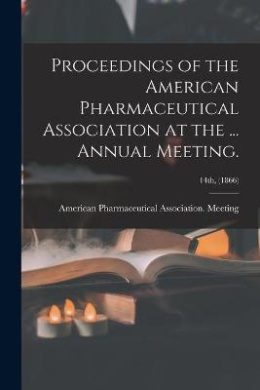 PROCEEDINGS OF THE
AMERICAN
PHARMACEUTICAL
ASSOCIATION AT THE ...
ANNUAL MEETING.
14th, (1866)
American Pharmaceutical Association. Meeting